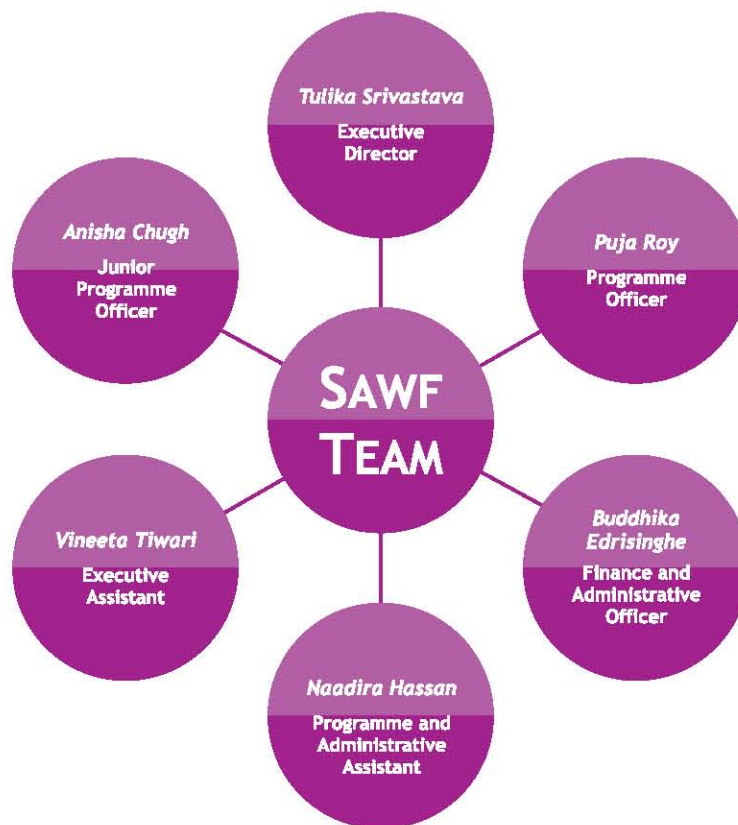 Tulika Srivastava
Executive
Director
Anisha Chugh
Junior
Programme
Officer
Puja Roy
Programme
Officer
SAWF
TEAM
Vineeta Tiwari
Executive
Assistant
Buddhika
Edrisinghe
Finance and
Administrative
Officer
Naadira Hassan
Programme and
Administrative
Assistant